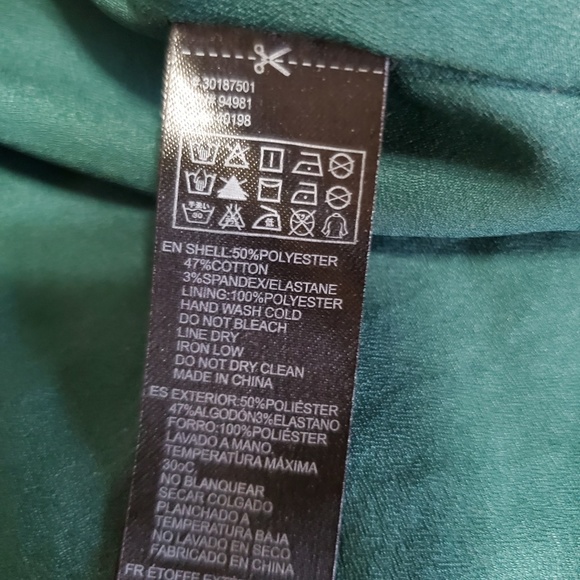 30187501
94981
0198
EN SHELL:50%POLYESTER
47%COTTON
3%SPANDEX/ELASTANE
LINING:100%POLYESTER
HAND WASH COLD
DO NOT BLEACH
LINE DRY
IRON LOW
DO NOT DRY CLEAN
MADE IN CHINA
ES EXTERIOR:50%POLIÉSTER
47%ALGODÓN3%ELASTANO
FORRO:100%POLIÉSTER
LAVADO A MANO.
TEMPERATURA MÁXIMA
30ºC
NO BLANQUEAR
SECAR COLGADO
PLANCHADO A
TEMPERATURA BAJA
NO LAVADO EN SECO
FABRICADO EN CHINA
FR ÉTOFFE